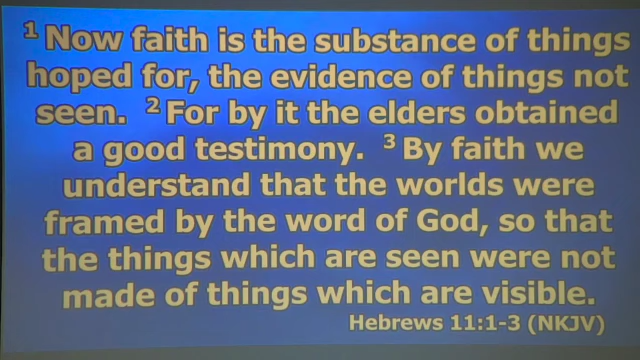 1 Now faith is the substance of things
hoped for, the evidence of things not
seen. 2 For by it the elders obtained
a good testimony. 3 By faith we
understand that the worlds were
framed by the word of God, so that
the things which are seen were not
made of things which are visible.
Hebrews 11:1-3 (NKJV)